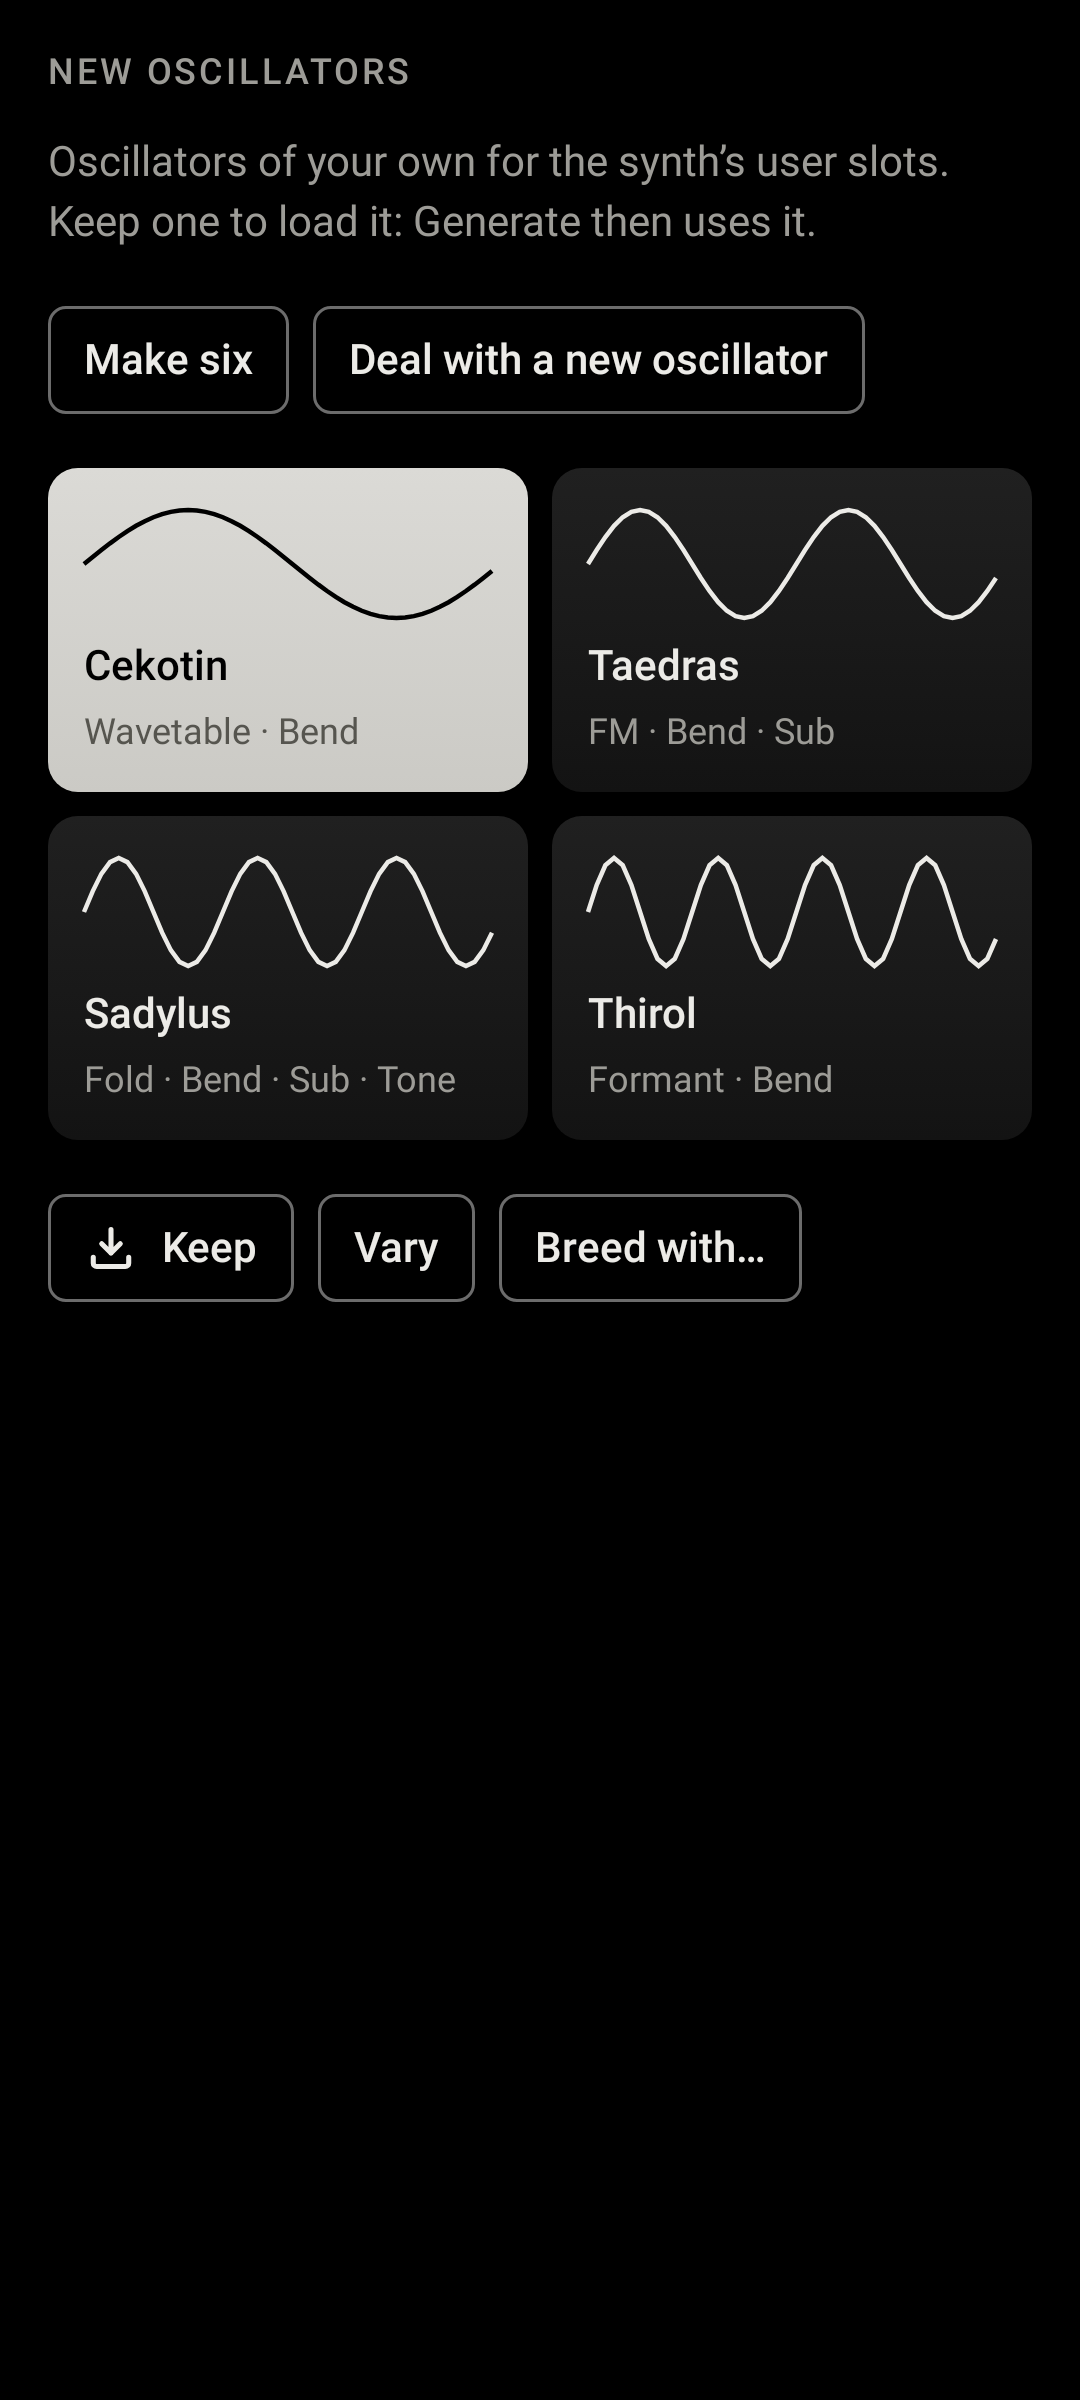 NEW OSCILLATORS
Oscillators of your own for the synth’s user slots.
Keep one to load it: Generate then uses it.
Make six
Deal with a new oscillator
Cekotin
Wavetable · Bend
Taedras
FM · Bend · Sub
Sadylus
Fold · Bend · Sub · Tone
Thirol
Formant · Bend
Keep
Vary
Breed with…